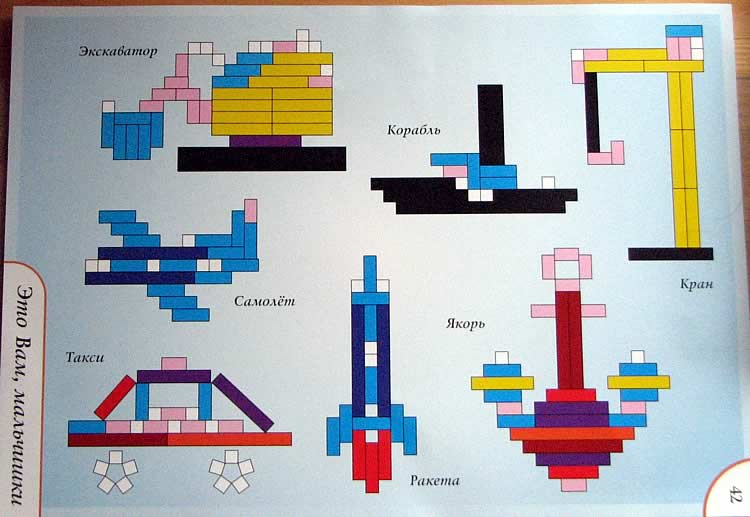 Экскаватор
Корабль
Кран
Самолёт
Якорь
Такси
Ракета
Это Вам, мальчишки
42